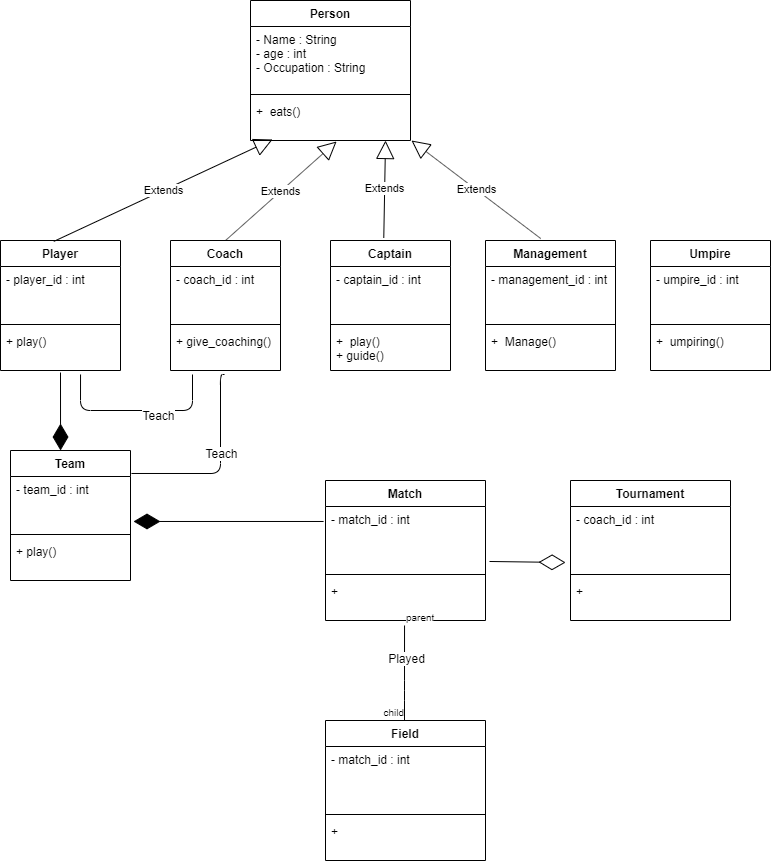 Person
- Name : String
- age : int
- Occupation : String
+  eats()
Extends
Extends
Extends
Extends
Player
- player_id : int
+ play()
Coach
- coach_id : int
+ give_coaching()
Captain
- captain_id : int
+  play()
+ guide()
Management
- management_id : int
+  Manage()
Umpire
- umpire_id : int
+  umpiring()
Teach
Teach
Team
- team_id : int
+ play()
Match
- match_id : int
+
Tournament
- coach_id : int
+
parent
Played
child
Field
- match_id : int
+